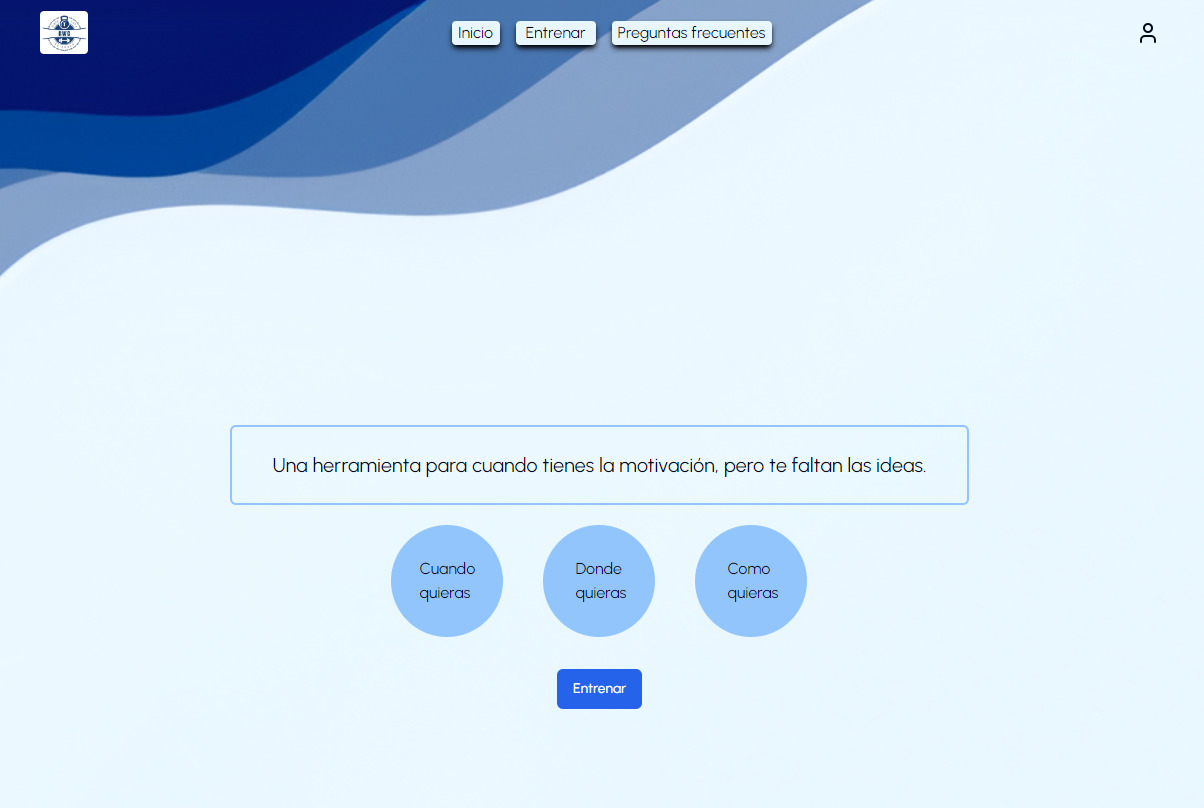 Inicio
Entrenar
Preguntas frecuentes
Una herramienta para cuando tienes la motivación, pero te faltan las ideas.
Cuando
quieras
Donde
quieras
Como
quieras
Entrenar